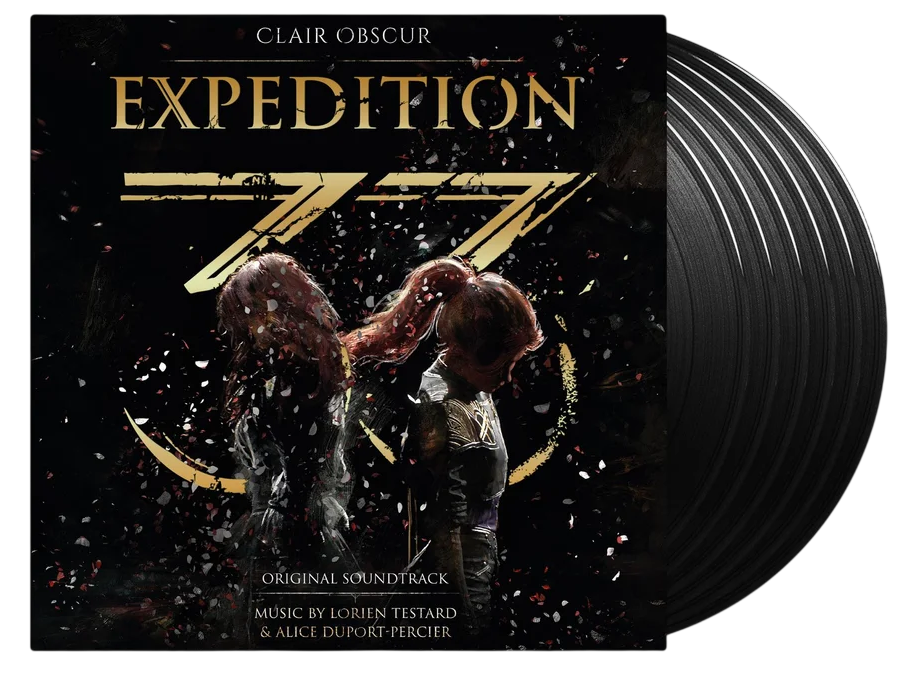 CLAIR OBSCUR
EXPEDITION
33
ORIGINAL SOUNDTRACK
MUSIC BY LORIEN TESTARD
& ALICE DUPORT-PERCIER